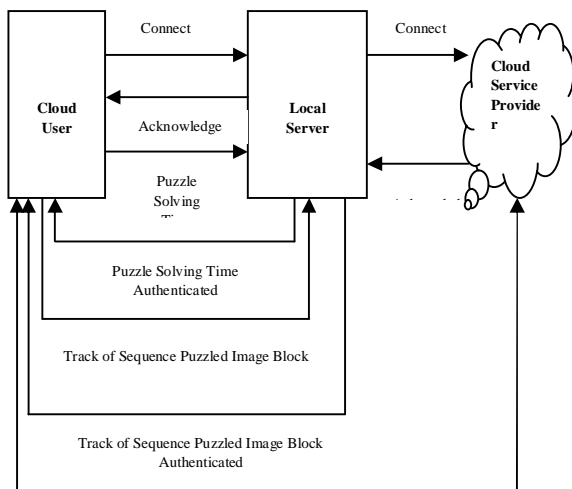 Connect
Connect
Cloud
User
Local
Server
Cloud
Service
Provide
r
Acknowledge
Puzzle
Solving
Puzzle Solving Time
Authenticated
Track of Sequence Puzzled Image Block
Track of Sequence Puzzled Image Block
Authenticated